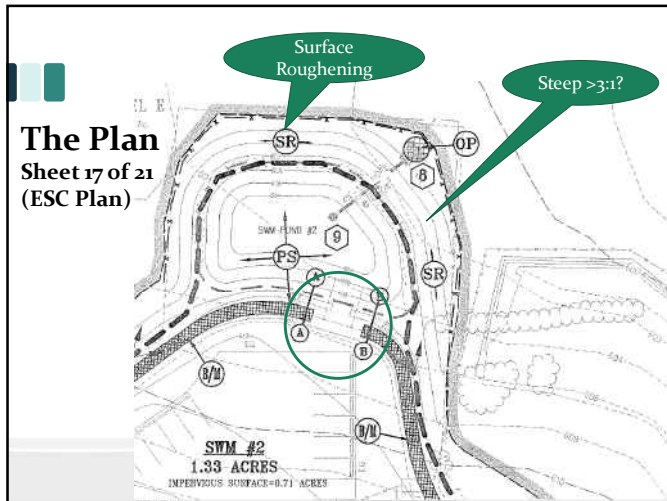 Surface
Roughening
Steep >3:1?
The Plan
Sheet 17 of 21
(ESC Plan)
EL E
SR
OP
8
SWM POND #2
9
PS
A
SR
B
A
B
B/M
B/M
SWM #2
1.33 ACRES
IMPERVIOUS SURFACE=0.71 ACRES